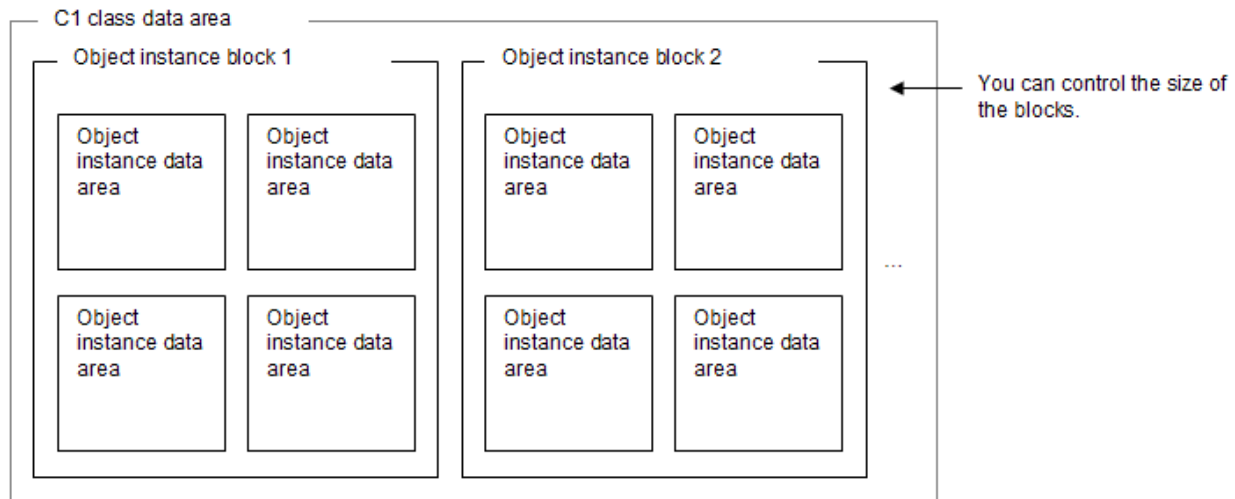 C1 class data area
Object instance block 1
Object instance block 2
You can control the size of
the blocks.
Object
instance data
area
Object
instance data
area
Object
instance data
area
Object
instance data
area
...
Object
instance data
area
Object
instance data
area
Object
instance data
area
Object
instance data
area